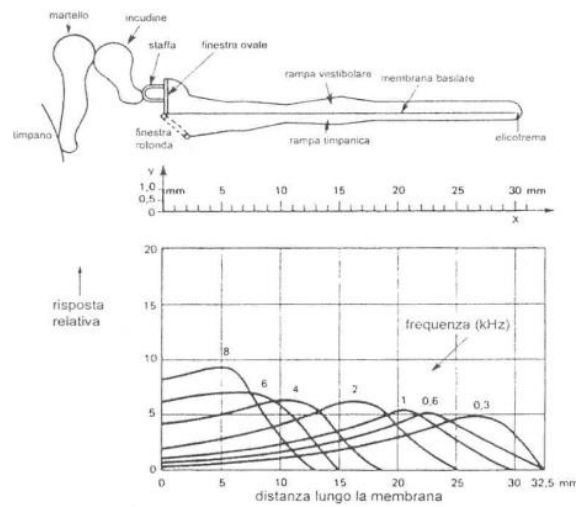 martello
incudine
staffa
finestra ovale
rampa vestibolare
membrana basilare
timpano
finestra
rotonda
rampa timpanica
elicotrema
y
1,0
0,5
0
mm 5 10 15 20 25 30 mm
x
20
15
10
5
0
risposta
relativa
frequenza (kHz)
8
6
4
2
1
0,6
0,3
0 5 10 15 20 25 30 32,5 mm
distanza lungo la membrana